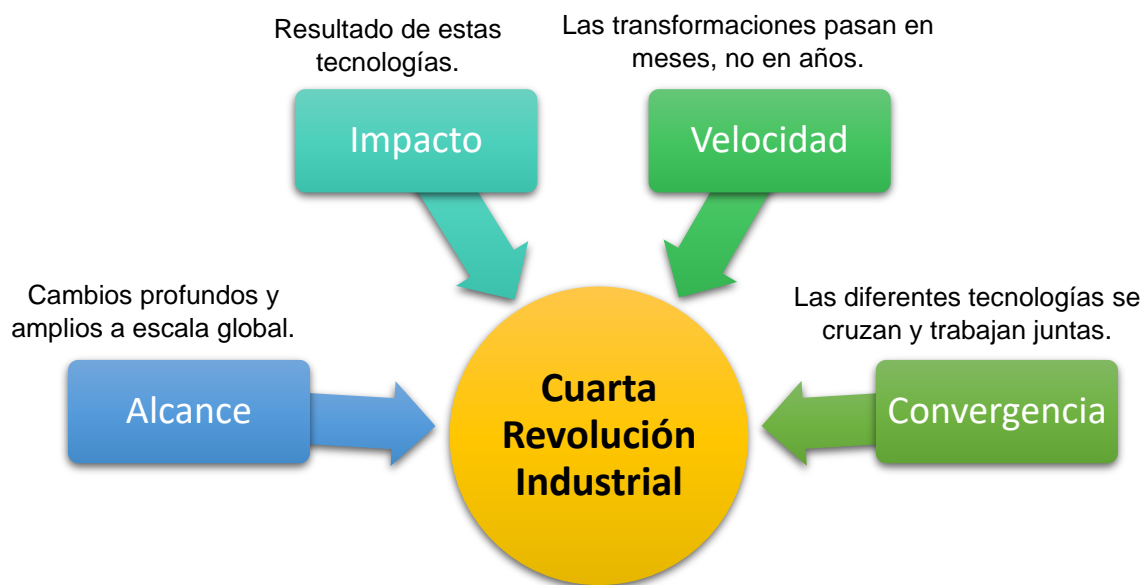 Resultado de estas
tecnologías.
Impacto
Las transformaciones pasan en
meses, no en años.
Velocidad
Cambios profundos y
amplios a escala global.
Alcance
Las diferentes tecnologías se
cruzan y trabajan juntas.
Convergencia
Cuarta
Revolución
Industrial